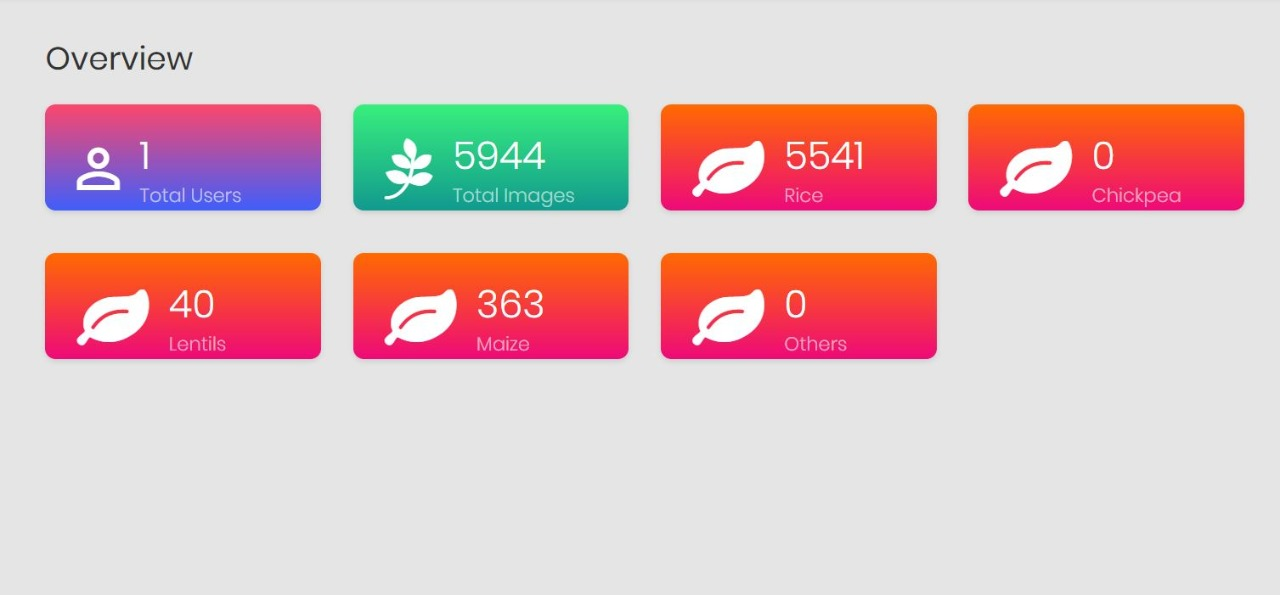 Overview
1
Total Users
5944
Total Images
5541
Rice
0
Chickpea
40
Lentils
363
Maize
0
Others